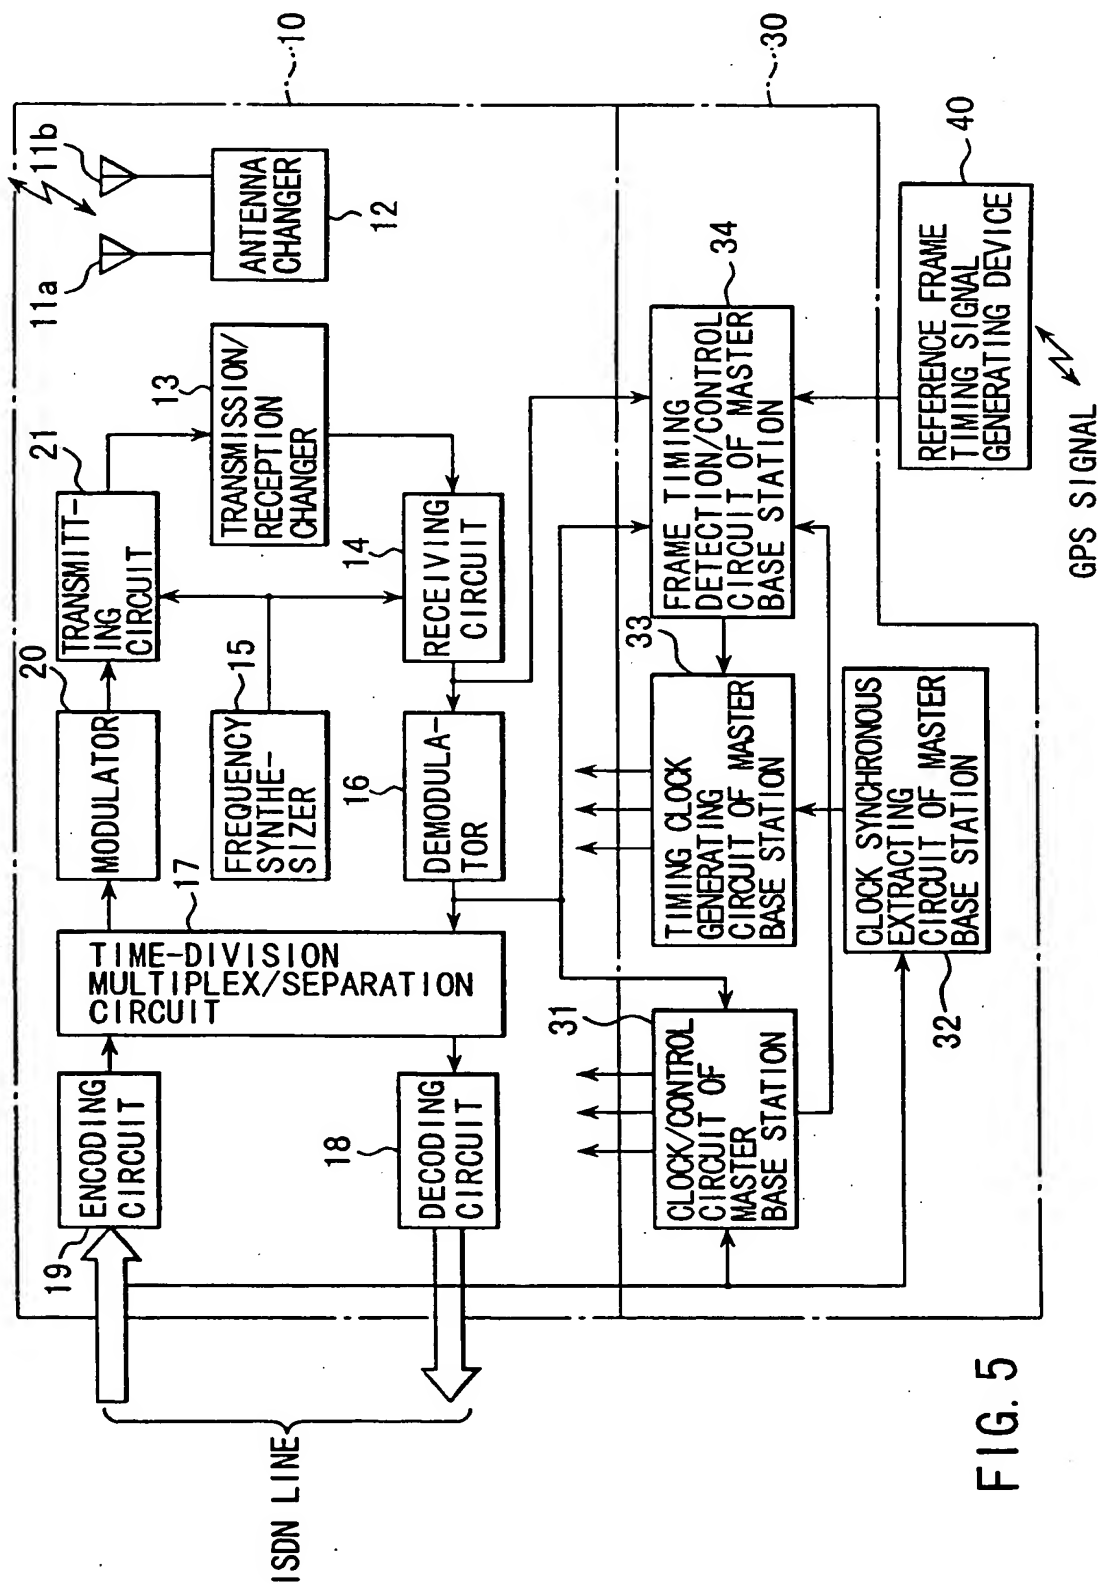 11a
11b
10
ANTENNA
CHANGER
12
13
TRANSMISSION/
RECEPTION
CHANGER
21
TRANSMITT-
ING
CIRCUIT
20
MODULATOR
15
FREQUENCY
SYNTHE-
SIZER
14
RECEIVING
CIRCUIT
16
DEMODULA-
TOR
17
TIME-DIVISION
MULTIPLEX/SEPARATION
CIRCUIT
19
ENCODING
CIRCUIT
18
DECODING
CIRCUIT
ISDN LINE
30
31
CLOCK/CONTROL
CIRCUIT OF
MASTER
BASE STATION
33
TIMING CLOCK
GENERATING
CIRCUIT OF MASTER
BASE STATION
34
FRAME TIMING
DETECTION/CONTROL
CIRCUIT OF MASTER
BASE STATION
CLOCK SYNCHRONOUS
EXTRACTING
CIRCUIT OF MASTER
BASE STATION
32
40
REFERENCE FRAME
TIMING SIGNAL
GENERATING DEVICE
GPS SIGNAL
FIG. 5